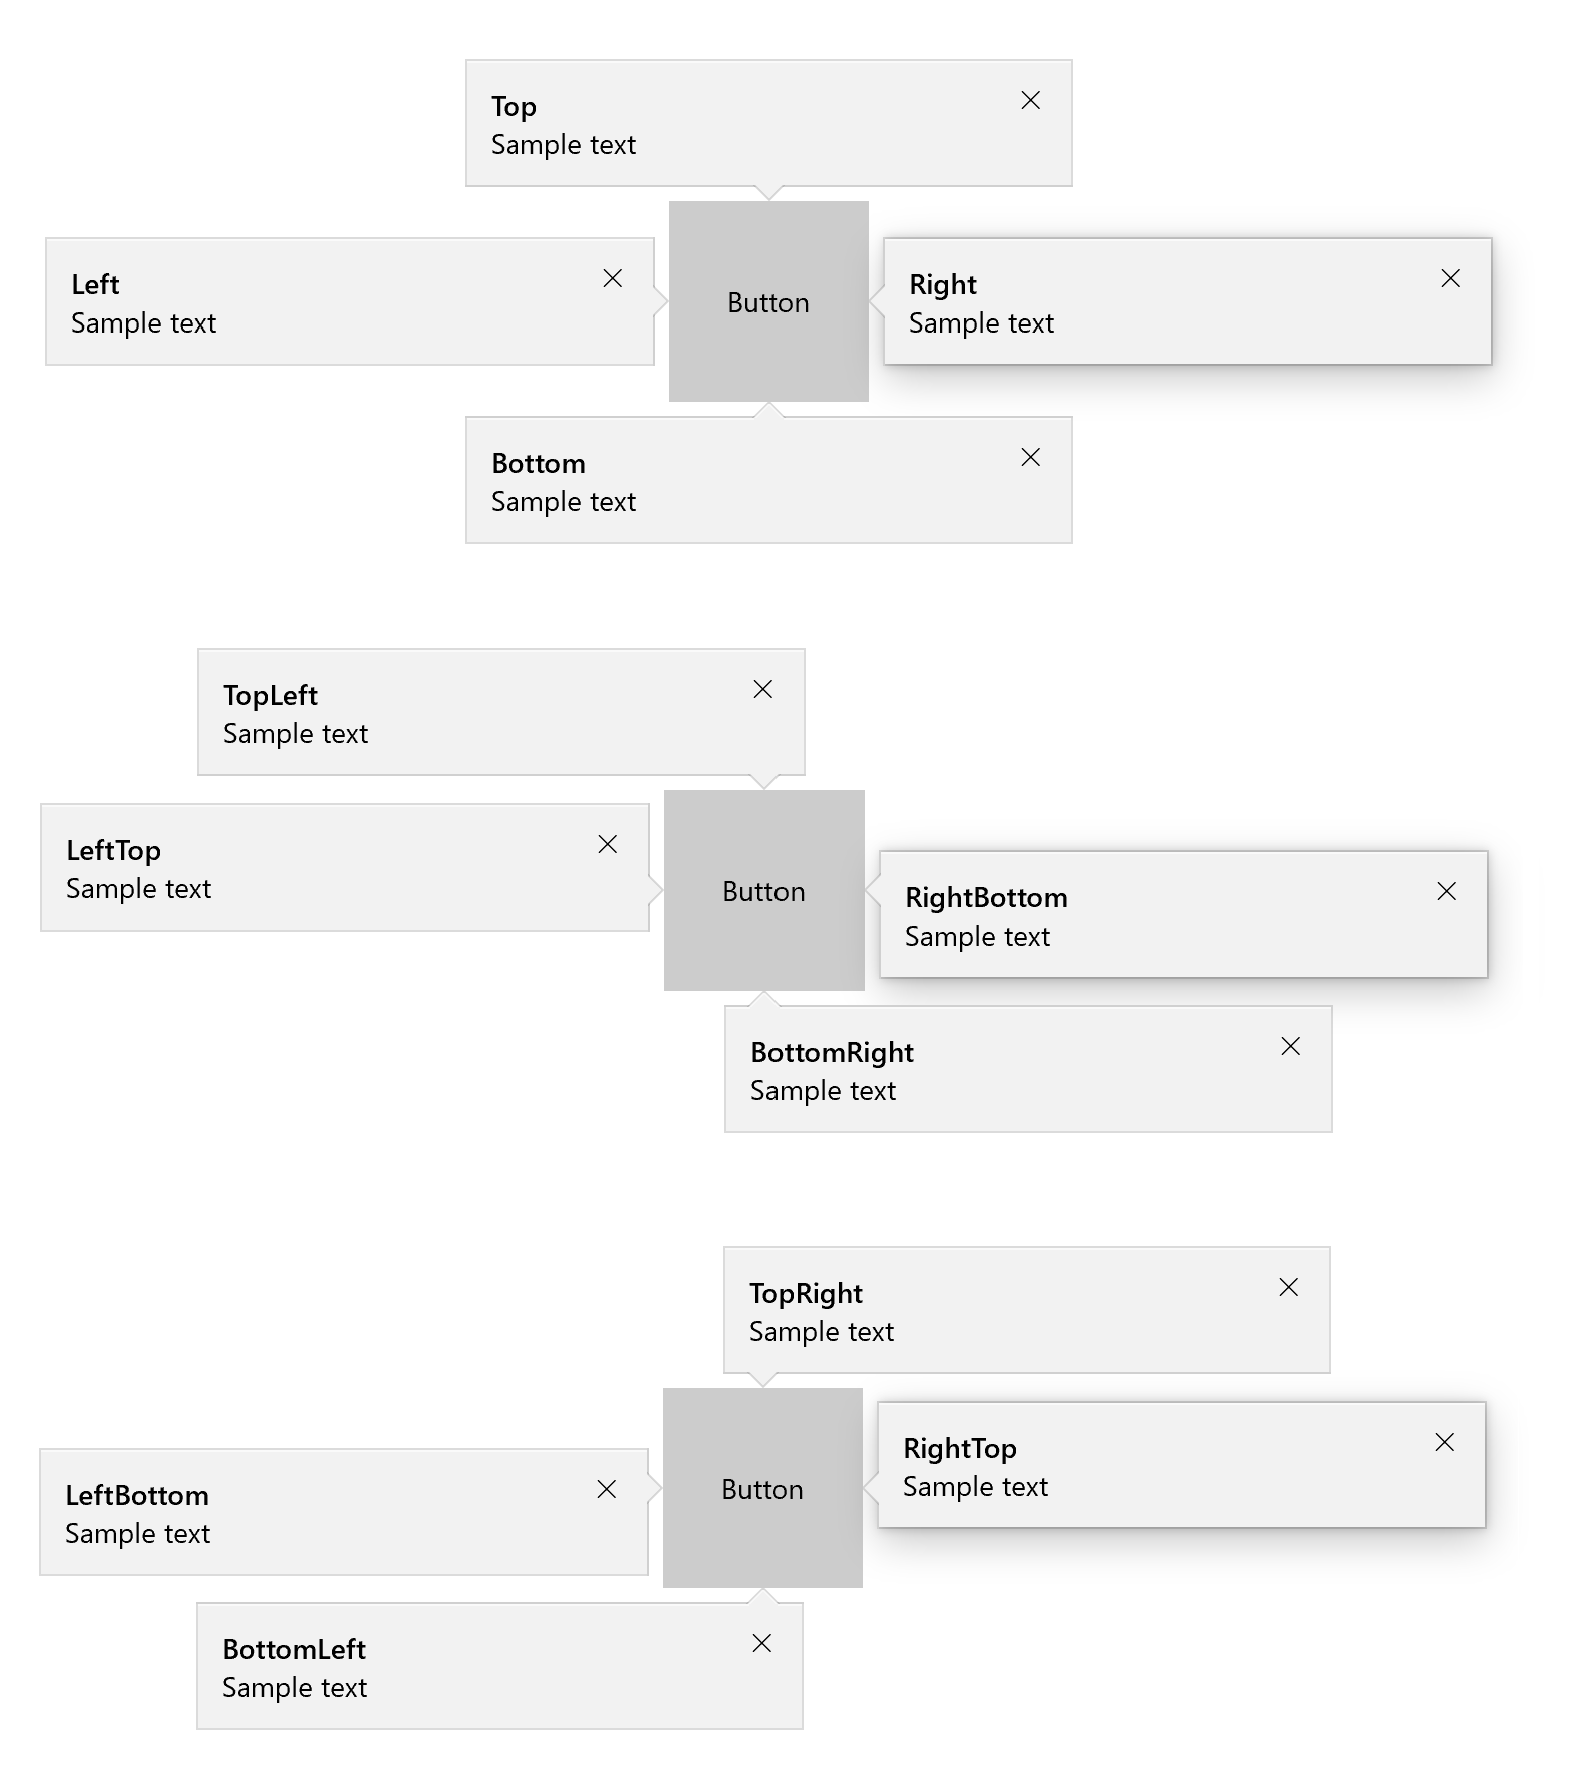 Top
Sample text
Left
Sample text
Button
Right
Sample text
Bottom
Sample text
TopLeft
Sample text
LeftTop
Sample text
Button
RightBottom
Sample text
BottomRight
Sample text
TopRight
Sample text
LeftBottom
Sample text
Button
RightTop
Sample text
BottomLeft
Sample text